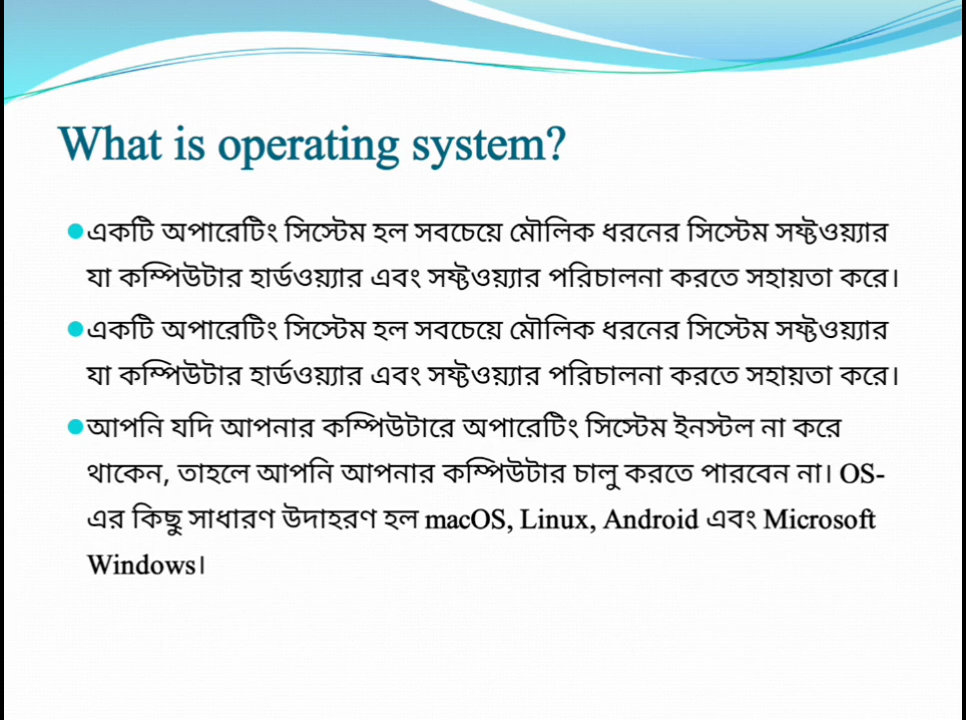 What is operating system?
●একটি অপারেটিং সিস্টেম হল সবচেয়ে মৌলিক ধরনের সিস্টেম সফ্টওয়্যার
যা কম্পিউটার হার্ডওয়্যার এবং সফ্টওয়্যার পরিচালনা করতে সহায়তা করে।
●একটি অপারেটিং সিস্টেম হল সবচেয়ে মৌলিক ধরনের সিস্টেম সফ্টওয়্যার
যা কম্পিউটার হার্ডওয়্যার এবং সফ্টওয়্যার পরিচালনা করতে সহায়তা করে।
●আপনি যদি আপনার কম্পিউটারে অপারেটিং সিস্টেম ইনস্টল না করে
থাকেন, তাহলে আপনি আপনার কম্পিউটার চালু করতে পারবেন না। OS-
এর কিছু সাধারণ উদাহরণ হল macOS, Linux, Android এবং Microsoft
Windows।